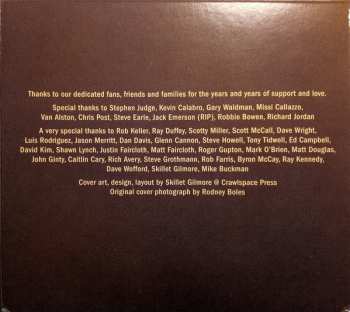 Thanks to our dedicated fans, friends and families for the years and years of support and love.
Special thanks to Stephen Judge, Kevin Calabro, Gary Waldman, Missi Callazzo,
Van Alston, Chris Post, Steve Earle, Jack Emerson (RIP), Robbie Bowen, Richard Jordan
A very special thanks to Rob Keller, Ray Duffey, Scotty Miller, Scott McCall, Dave Wright,
Luis Rodriguez, Jason Merritt, Dan Davis, Glenn Cannon, Steve Howell, Tony Tidwell, Ed Campbell,
David Kim, Shawn Lynch, Justin Faircloth, Matt Faircloth, Roger Gupton, Mark O'Brien, Matt Douglas,
John Ginty, Caitlin Cary, Rich Avery, Steve Grothmann, Rob Farris, Byron McCay, Ray Kennedy,
Dave Wofford, Skillet Gilmore, Mike Buckman
Cover art, design, layout by Skillet Gilmore @ Crawlspace Press
Original cover photograph by Rodney Boles